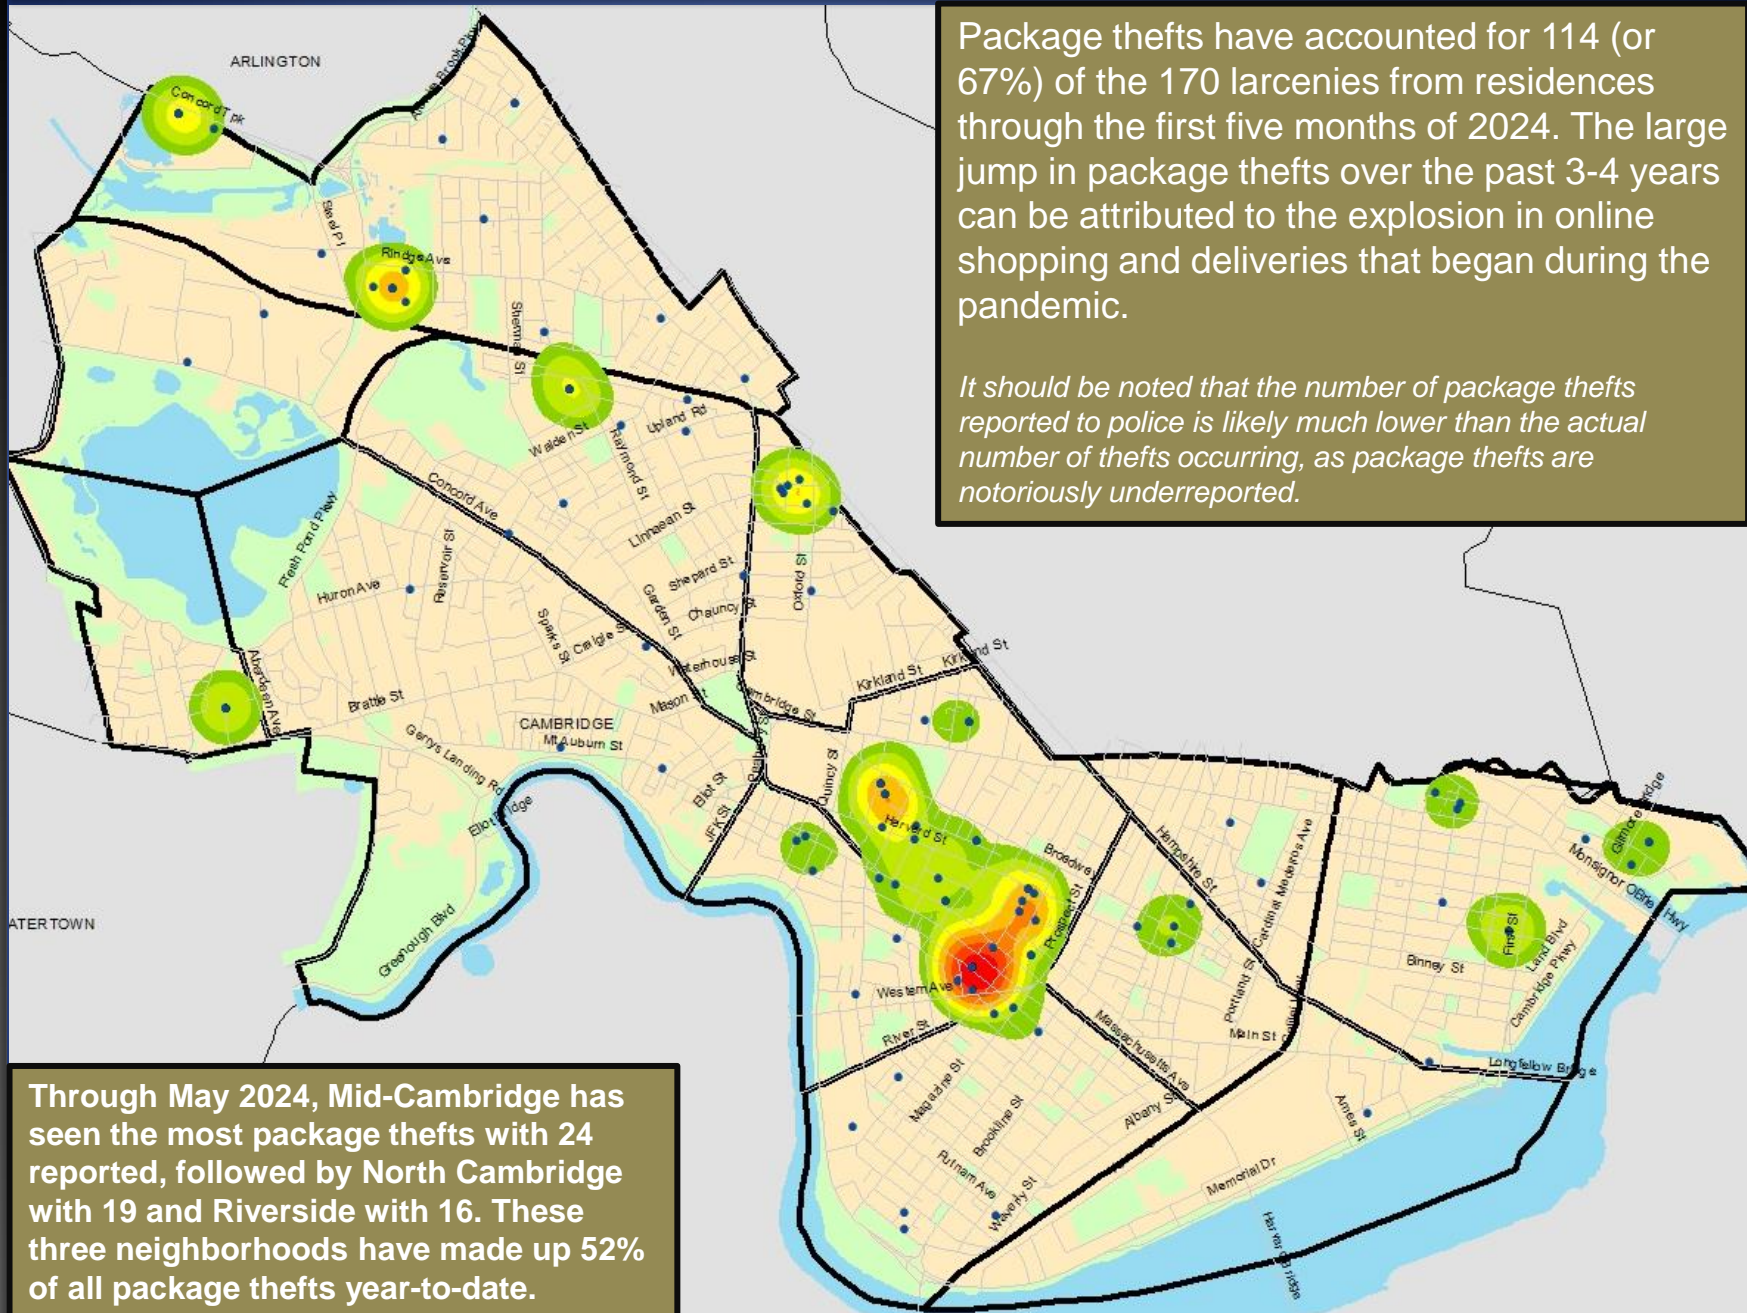 Package thefts have accounted for 114 (or
67%) of the 170 larcenies from residences
through the first five months of 2024. The large
jump in package thefts over the past 3-4 years
can be attributed to the explosion in online
shopping and deliveries that began during the
pandemic.
It should be noted that the number of package thefts
reported to police is likely much lower than the actual
number of thefts occurring, as package thefts are
notoriously underreported.
ARLINGTON
Concord Tpk
Steel Pl
Rindge Ave
Sherman St
Walden St
Raymond St
Upland Rd
Concord Ave
Fresh Pond Pkwy
Linnaean St
Reservoir St
Huron Ave
Shepard St
Oxford St
Garden St
Chauncy St
Sparks St
Craigie St
Waterhouse St
Kirkland St
Kirkland St
Aberdeen Ave
Brattle St
Mason St
Cambridge St
CAMBRIDGE
Mt Auburn St
Gerrys Landing Rd
Eliot Bridge
Eliot St
JFK St
Quincy St
Harvard St
Broadway
Prospect St
Hampshire St
Cardinal Medeiros Ave
Gilmore Bridge
Monsignor OBrien Hwy
ATERTOWN
Greenough Blvd
First St
Land Blvd
Binney St
Cambridge Pkwy
Western Ave
River St
Portland St
Main St
Massachusetts Ave
Longfellow Bridge
Magazine St
Brookline St
Albany St
Ames St
Putnam Ave
Waverly St
Memorial Dr
Harvard Bridge
Through May 2024, Mid-Cambridge has
seen the most package thefts with 24
reported, followed by North Cambridge
with 19 and Riverside with 16. These
three neighborhoods have made up 52%
of all package thefts year-to-date.